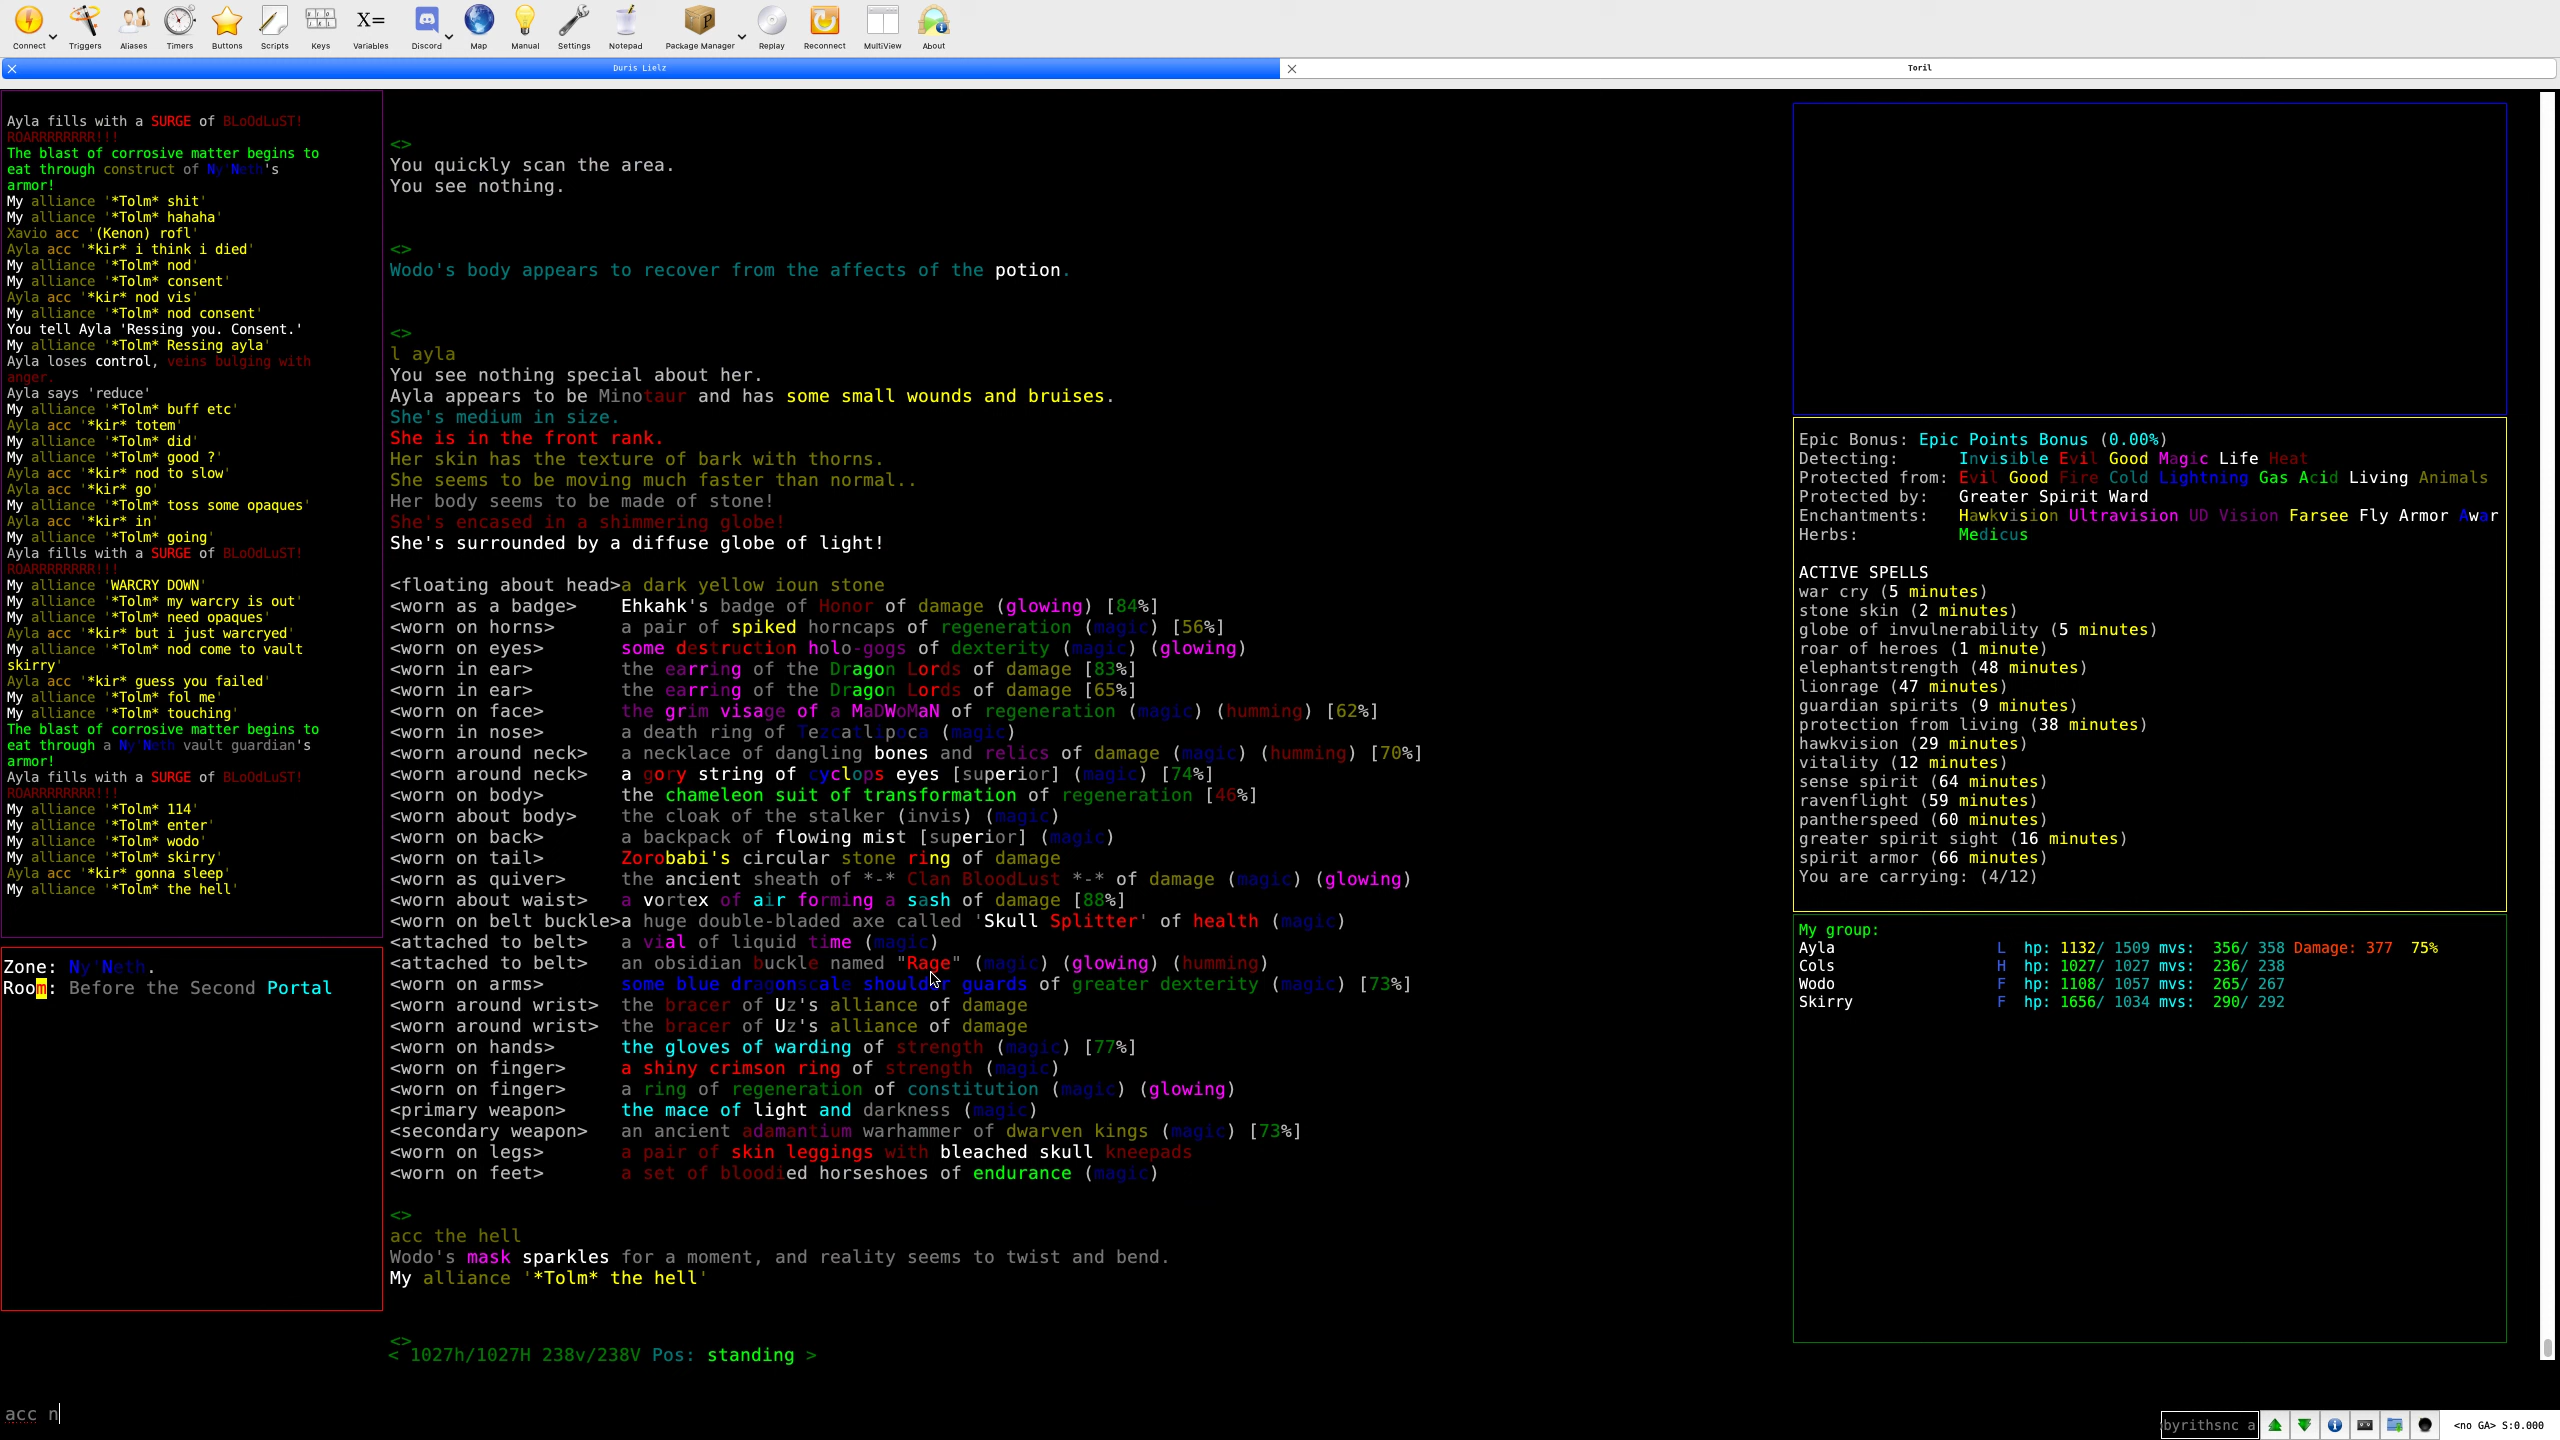 Connect Triggers Aliases Timers Buttons Scripts Keys X= Variables Discord Map Manual Settings Notepad Package Manager Replay Reconnect MultiView About
Duris Lielz
Toril
Ayla fills with a SURGE of BLoOdLuST!
ROARRRRRRRR!!!
The blast of corrosive matter begins to
eat through construct of Ny'Neth's
armor!
My alliance '*Tolm* shit'
My alliance '*Tolm* hahaha'
Xavio acc '(Kenon) rofl'
Ayla acc '*kir* i think i died'
My alliance '*Tolm* nod'
My alliance '*Tolm* consent'
Ayla acc '*kir* nod vis'
My alliance '*Tolm* nod consent'
You tell Ayla 'Ressing you. Consent.'
My alliance '*Tolm* Ressing ayla'
Ayla loses control, veins bulging with
anger.
Ayla says 'reduce'
My alliance '*Tolm* buff etc'
Ayla acc '*kir* totem'
My alliance '*Tolm* did'
My alliance '*Tolm* good ?'
Ayla acc '*kir* nod to slow'
Ayla acc '*kir* go'
My alliance '*Tolm* toss some opaques'
Ayla acc '*kir* in'
My alliance '*Tolm* going'
Ayla fills with a SURGE of BLoOdLuST!
ROARRRRRRRR!!!
My alliance 'WARCRY DOWN'
My alliance '*Tolm* my warcry is out'
My alliance '*Tolm* need opaques'
Ayla acc '*kir* but i just warcryed'
My alliance '*Tolm* nod come to vault
skirry'
Ayla acc '*kir* guess you failed'
My alliance '*Tolm* fol me'
My alliance '*Tolm* touching'
The blast of corrosive matter begins to
eat through a Ny'Neth vault guardian's
armor!
Ayla fills with a SURGE of BLoOdLuST!
ROARRRRRRRR!!!
My alliance '*Tolm* 114'
My alliance '*Tolm* enter'
My alliance '*Tolm* wodo'
My alliance '*Tolm* skirry'
Ayla acc '*kir* gonna sleep'
My alliance '*Tolm* the hell'
Zone: Ny'Neth.
Room: Before the Second Portal
<>
You quickly scan the area.
You see nothing.
<>
Wodo's body appears to recover from the affects of the potion.
<>
l ayla
You see nothing special about her.
Ayla appears to be Minotaur and has some small wounds and bruises.
She's medium in size.
She is in the front rank.
Her skin has the texture of bark with thorns.
She seems to be moving much faster than normal..
Her body seems to be made of stone!
She's encased in a shimmering globe!
She's surrounded by a diffuse globe of light!
<floating about head>a dark yellow ioun stone
<worn as a badge> Ehkahk's badge of Honor of damage (glowing) [84%]
<worn on horns> a pair of spiked horncaps of regeneration (magic) [56%]
<worn on eyes> some destruction holo-gogs of dexterity (magic) (glowing)
<worn in ear> the earring of the Dragon Lords of damage [83%]
<worn in ear> the earring of the Dragon Lords of damage [65%]
<worn on face> the grim visage of a MaDWoMaN of regeneration (magic) (humming) [62%]
<worn in nose> a death ring of Tezcatlipoca (magic)
<worn around neck> a necklace of dangling bones and relics of damage (magic) (humming) [70%]
<worn around neck> a gory string of cyclops eyes [superior] (magic) [74%]
<worn on body> the chameleon suit of transformation of regeneration [46%]
<worn about body> the cloak of the stalker (invis) (magic)
<worn on back> a backpack of flowing mist [superior] (magic)
<worn on tail> Zorobabi's circular stone ring of damage
<worn as quiver> the ancient sheath of *-* Clan BloodLust *-* of damage (magic) (glowing)
<worn about waist> a vortex of air forming a sash of damage [88%]
<worn on belt buckle>a huge double-bladed axe called 'Skull Splitter' of health (magic)
<attached to belt> a vial of liquid time (magic)
<attached to belt> an obsidian buckle named "Rage" (magic) (glowing) (humming)
<worn on arms> some blue dragonscale shoulder guards of greater dexterity (magic) [73%]
<worn around wrist> the bracer of Uz's alliance of damage
<worn around wrist> the bracer of Uz's alliance of damage
<worn on hands> the gloves of warding of strength (magic) [77%]
<worn on finger> a shiny crimson ring of strength (magic)
<worn on finger> a ring of regeneration of constitution (magic) (glowing)
<primary weapon> the mace of light and darkness (magic)
<secondary weapon> an ancient adamantium warhammer of dwarven kings (magic) [73%]
<worn on legs> a pair of skin leggings with bleached skull kneepads
<worn on feet> a set of bloodied horseshoes of endurance (magic)
<>
acc the hell
Wodo's mask sparkles for a moment, and reality seems to twist and bend.
My alliance '*Tolm* the hell'
<>
< 1027h/1027H 238v/238V Pos: standing >
Epic Bonus: Epic Points Bonus (0.00%)
Detecting: Invisible Evil Good Magic Life Heat
Protected from: Evil Good Fire Cold Lightning Gas Acid Living Animals
Protected by: Greater Spirit Ward
Enchantments: Hawkvision Ultravision UD Vision Farsee Fly Armor Awar
Herbs: Medicus
ACTIVE SPELLS
war cry (5 minutes)
stone skin (2 minutes)
globe of invulnerability (5 minutes)
roar of heroes (1 minute)
elephantstrength (48 minutes)
lionrage (47 minutes)
guardian spirits (9 minutes)
protection from living (38 minutes)
hawkvision (29 minutes)
vitality (12 minutes)
sense spirit (64 minutes)
ravenflight (59 minutes)
pantherspeed (60 minutes)
greater spirit sight (16 minutes)
spirit armor (66 minutes)
You are carrying: (4/12)
My group:
Ayla L hp: 1132/ 1509 mvs: 356/ 358 Damage: 377 75%
Cols H hp: 1027/ 1027 mvs: 236/ 238
Wodo F hp: 1108/ 1057 mvs: 265/ 267
Skirry F hp: 1656/ 1034 mvs: 290/ 292
acc n
byrithsnc a
<no GA> S:0.000